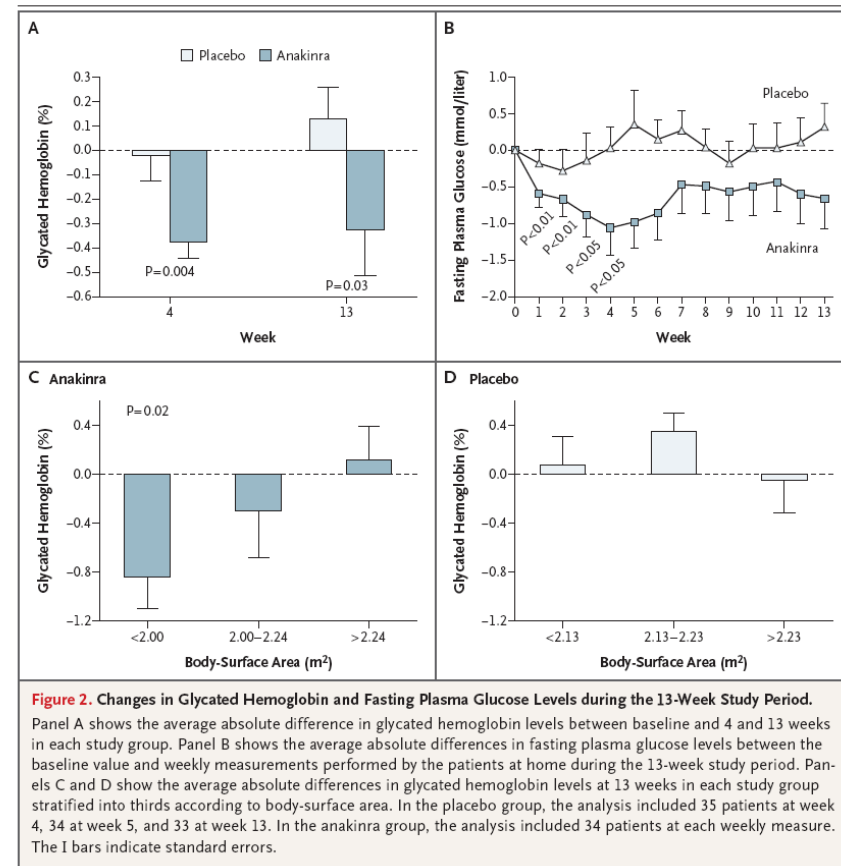 A
Placebo Anakinra
Glycated Hemoglobin (%)
0.3
0.2
0.1
0.0
−0.1
−0.2
−0.3
−0.4
−0.5
−0.6
P=0.004
P=0.03
4 13
Week
B
Fasting Plasma Glucose (mmol/liter)
1.0
0.5
0.0
−0.5
−1.0
−1.5
−2.0
Placebo
Anakinra
P<0.01
P<0.01
P<0.05
P<0.05
0 1 2 3 4 5 6 7 8 9 10 11 12 13
Week
C Anakinra
P=0.02
Glycated Hemoglobin (%)
0.4
0.0
−0.4
−0.8
−1.2
<2.00 2.00–2.24 >2.24
Body-Surface Area (m²)
D Placebo
Glycated Hemoglobin (%)
0.4
0.0
−0.4
−0.8
−1.2
<2.13 2.13–2.23 >2.23
Body-Surface Area (m²)
Figure 2. Changes in Glycated Hemoglobin and Fasting Plasma Glucose Levels during the 13-Week Study Period.
Panel A shows the average absolute difference in glycated hemoglobin levels between baseline and 4 and 13 weeks
in each study group. Panel B shows the average absolute differences in fasting plasma glucose levels between the
baseline value and weekly measurements performed by the patients at home during the 13-week study period. Pan-
els C and D show the average absolute differences in glycated hemoglobin levels at 13 weeks in each study group
stratified into thirds according to body-surface area. In the placebo group, the analysis included 35 patients at week
4, 34 at week 5, and 33 at week 13. In the anakinra group, the analysis included 34 patients at each weekly measure.
The I bars indicate standard errors.